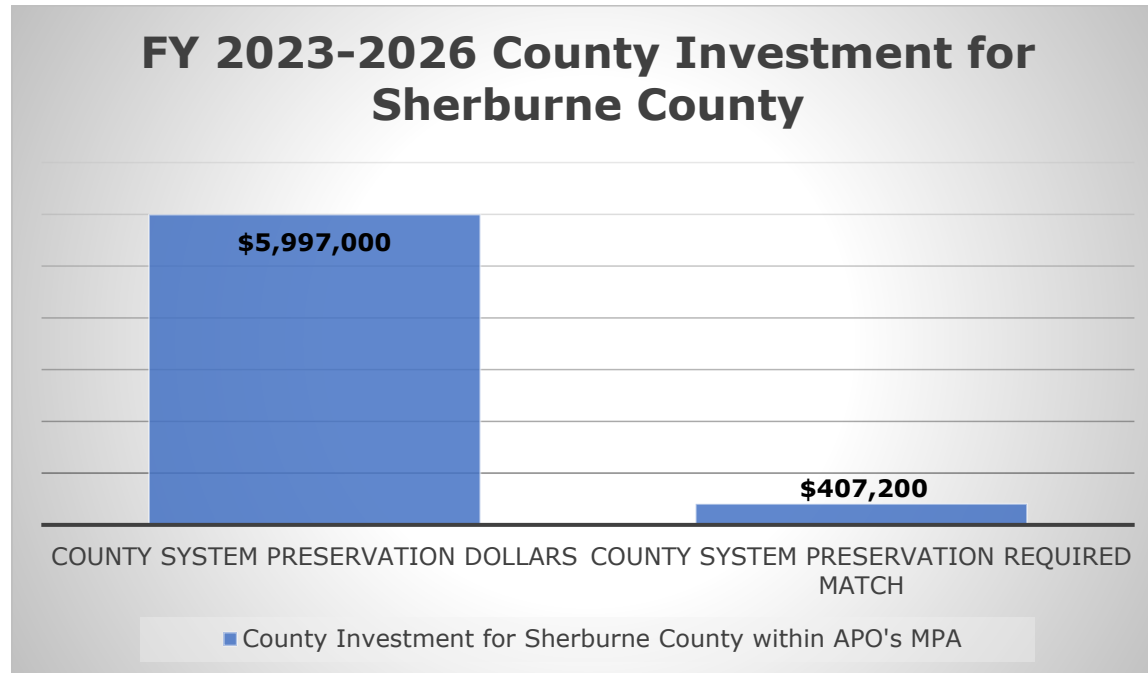 FY 2023-2026 County Investment for
Sherburne County
$5,997,000
$407,200
COUNTY SYSTEM PRESERVATION DOLLARS
COUNTY SYSTEM PRESERVATION REQUIRED
MATCH
County Investment for Sherburne County within APO's MPA